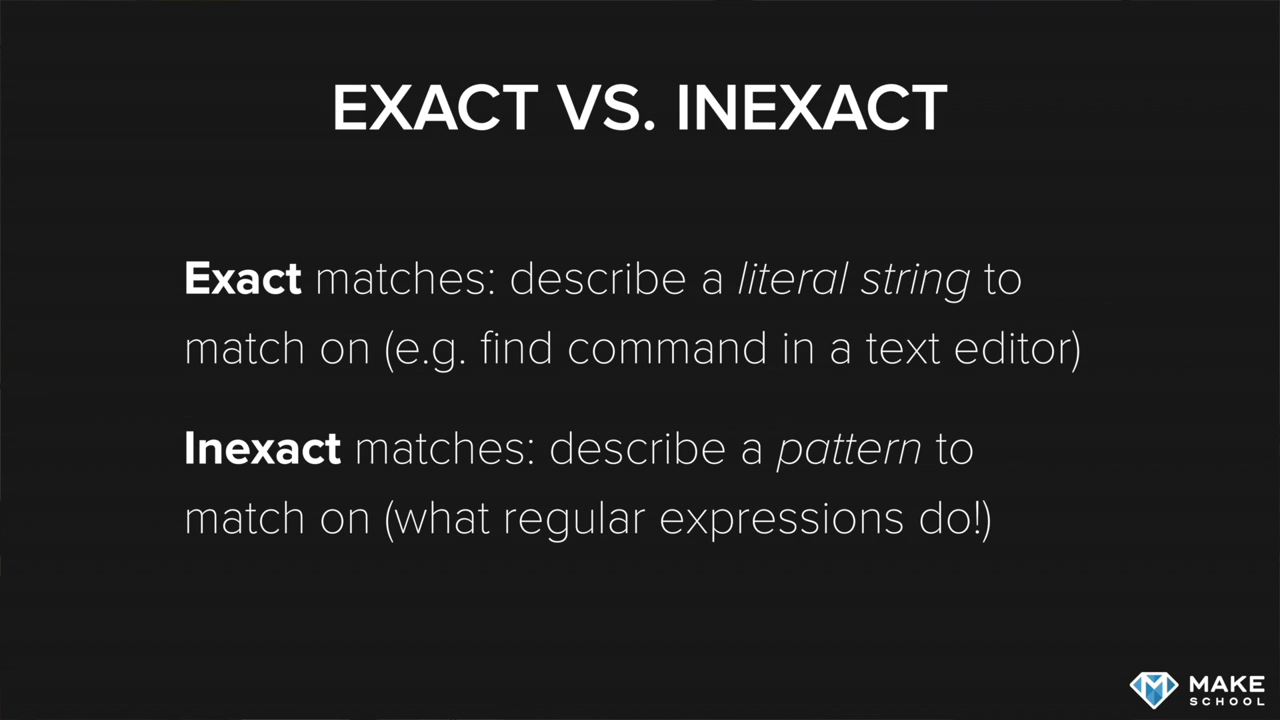 EXACT VS. INEXACT
Exact matches: describe a literal string to
match on (e.g. find command in a text editor)
Inexact matches: describe a pattern to
match on (what regular expressions do!)
MAKE
SCHOOL